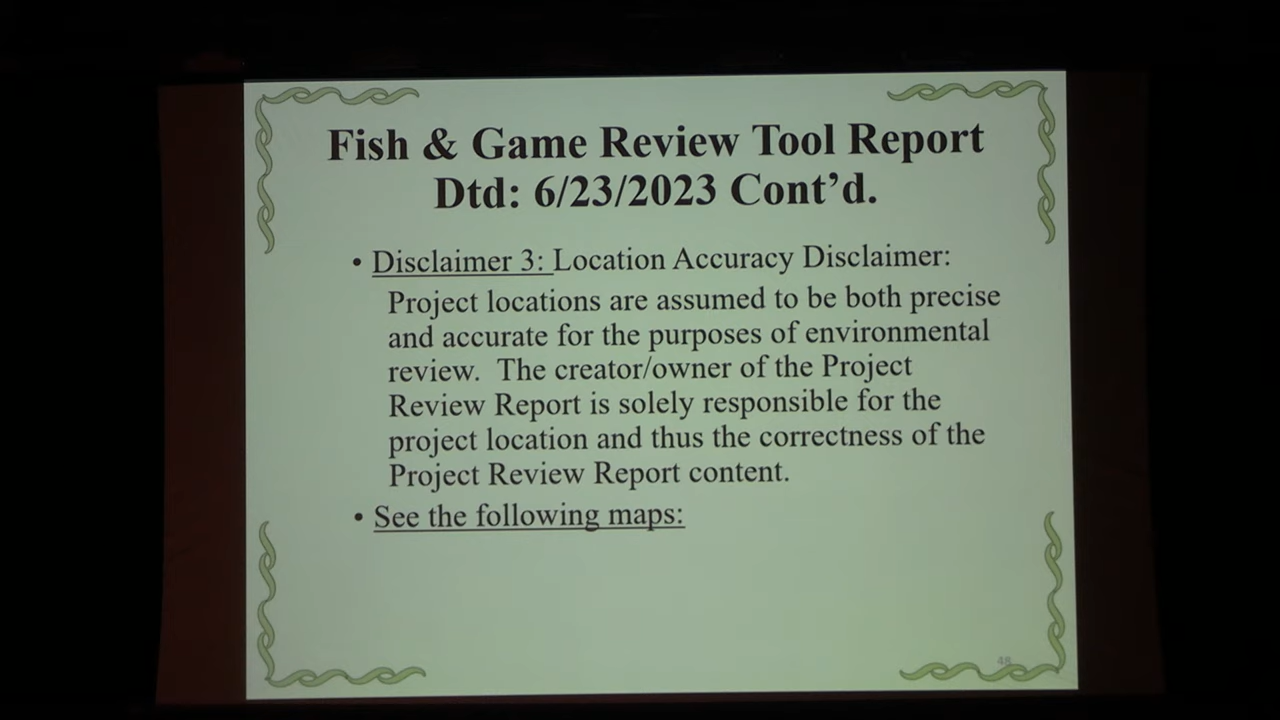 Fish & Game Review Tool Report
Dtd: 6/23/2023 Cont’d.
• Disclaimer 3: Location Accuracy Disclaimer:
Project locations are assumed to be both precise
and accurate for the purposes of environmental
review. The creator/owner of the Project
Review Report is solely responsible for the
project location and thus the correctness of the
Project Review Report content.
• See the following maps:
48